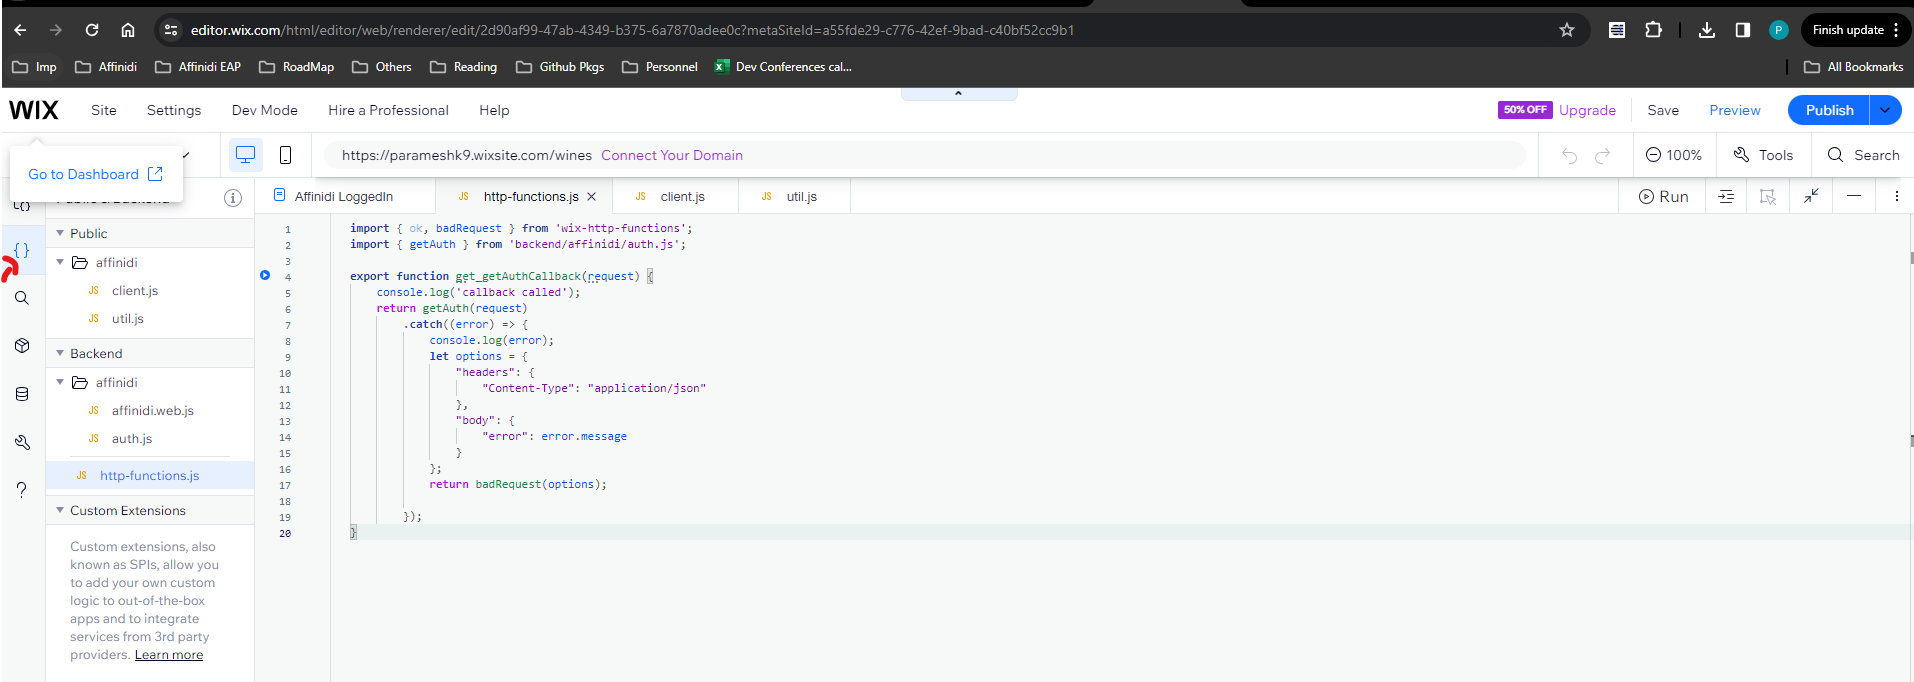 editor.wix.com/html/editor/web/renderer/edit/2d90af99-47ab-4349-b375-6a7870adee0c?metaSiteId=a55fde29-c776-42ef-9bad-c40bf52cc9b1
P
Finish update
Imp
Affinidi
Affinidi EAP
RoadMap
Others
Reading
Github Pkgs
Personnel
Dev Conferences cal...
All Bookmarks
WIX
Site
Settings
Dev Mode
Hire a Professional
Help
50% OFF
Upgrade
Save
Preview
Publish
Go to Dashboard
https://parameshk9.wixsite.com/wines Connect Your Domain
100%
Tools
Search
Affinidi LoggedIn
JS http-functions.js
JS client.js
JS util.js
Run
Public
affinidi
JS client.js
JS util.js
Backend
affinidi
JS affinidi.web.js
JS auth.js
JS http-functions.js
Custom Extensions
Custom extensions, also
known as SPIs, allow you
to add your own custom
logic to out-of-the-box
apps and to integrate
services from 3rd party
providers. Learn more
1 import { ok, badRequest } from 'wix-http-functions';
2 import { getAuth } from 'backend/affinidi/auth.js';
3
4 export function get_getAuthCallback(request) {
5 console.log('callback called');
6 return getAuth(request)
7 .catch((error) => {
8 console.log(error);
9 let options = {
10 "headers": {
11 "Content-Type": "application/json"
12 },
13 "body": {
14 "error": error.message
15 }
16 };
17 return badRequest(options);
18
19 });
20 }